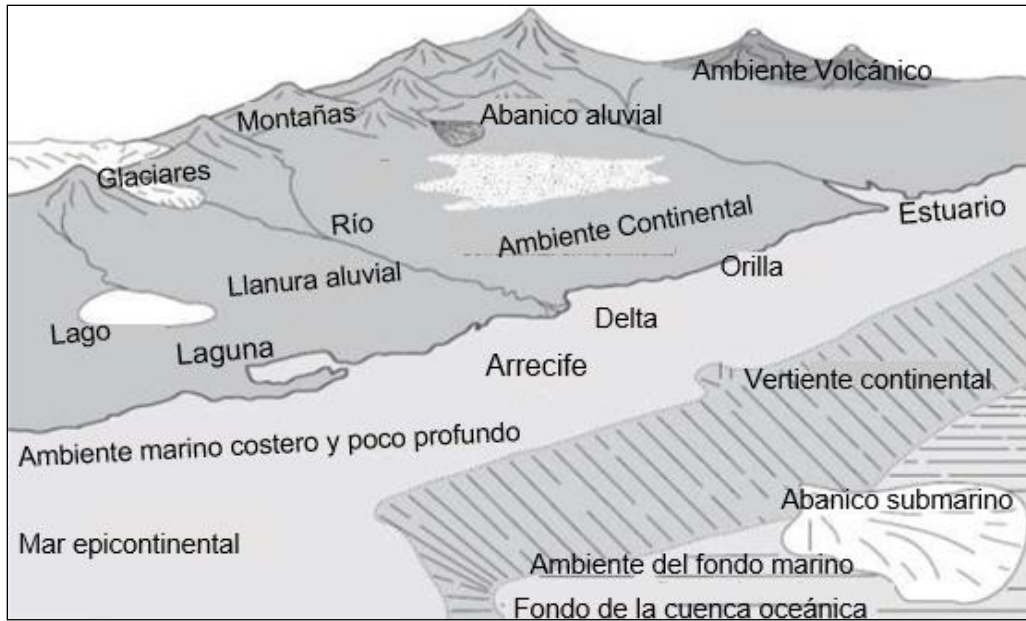 Ambiente Volcánico
Montañas
Abanico aluvial
Glaciares
Río
Ambiente Continental
Estuario
Llanura aluvial
Orilla
Lago
Delta
Laguna
Arrecife
Vertiente continental
Ambiente marino costero y poco profundo
Abanico submarino
Mar epicontinental
Ambiente del fondo marino
Fondo de la cuenca oceánica